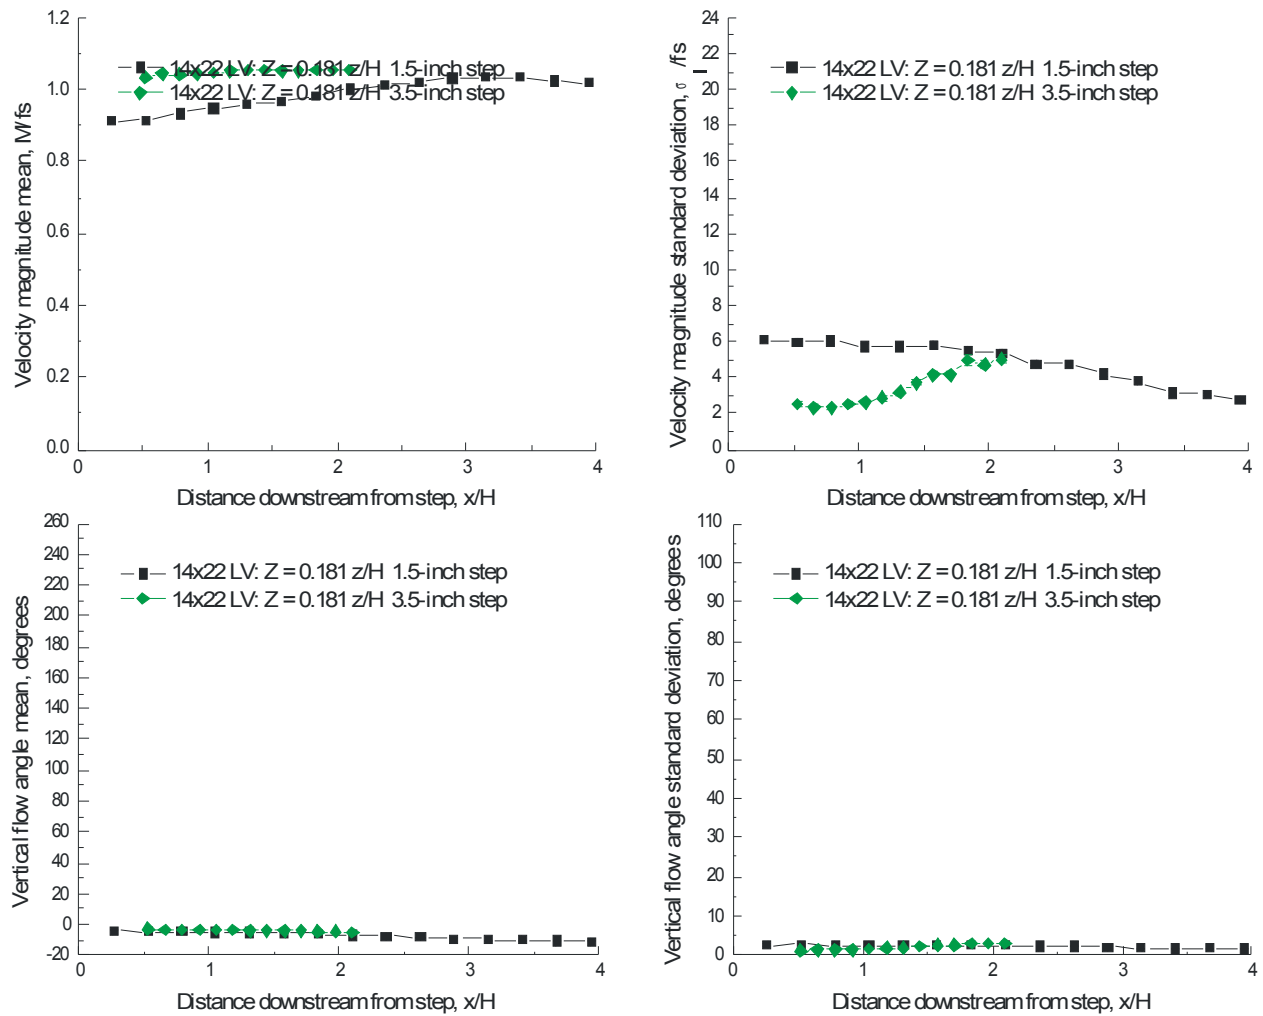 Velocity magnitude mean, M/fs
1.2
1.0
0.8
0.6
0.4
0.2
0.0
14x22 LV: Z = 0.181 z/H 1.5-inch step
14x22 LV: Z = 0.181 z/H 3.5-inch step
0 1 2 3 4
Distance downstream from step, x/H
Velocity magnitude standard deviation, σ /fs
24
22
20
18
16
14
12
10
8
6
4
2
0
14x22 LV: Z = 0.181 z/H 1.5-inch step
14x22 LV: Z = 0.181 z/H 3.5-inch step
0 1 2 3 4
Distance downstream from step, x/H
Vertical flow angle mean, degrees
260
240
220
200
180
160
140
120
100
80
60
40
20
0
-20
14x22 LV: Z = 0.181 z/H 1.5-inch step
14x22 LV: Z = 0.181 z/H 3.5-inch step
0 1 2 3 4
Distance downstream from step, x/H
Vertical flow angle standard deviation, degrees
110
100
90
80
70
60
50
40
30
20
10
0
14x22 LV: Z = 0.181 z/H 1.5-inch step
14x22 LV: Z = 0.181 z/H 3.5-inch step
0 1 2 3 4
Distance downstream from step, x/H